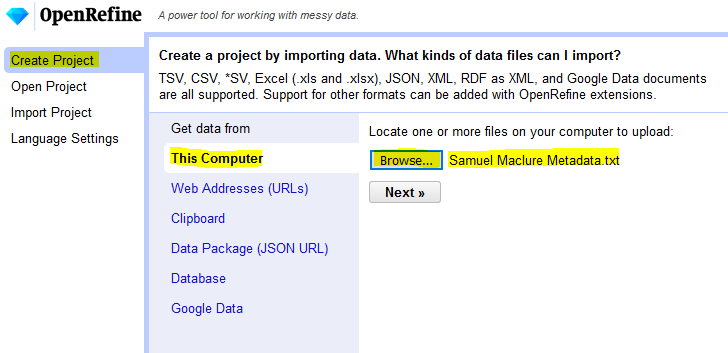 OpenRefine
A power tool for working with messy data.
Create Project
Open Project
Import Project
Language Settings
Create a project by importing data. What kinds of data files can I import?
TSV, CSV, *SV, Excel (.xls and .xlsx), JSON, XML, RDF as XML, and Google Data documents
are all supported. Support for other formats can be added with OpenRefine extensions.
Get data from
This Computer
Web Addresses (URLs)
Clipboard
Data Package (JSON URL)
Database
Google Data
Locate one or more files on your computer to upload:
Browse... Samuel Maclure Metadata.txt
Next »